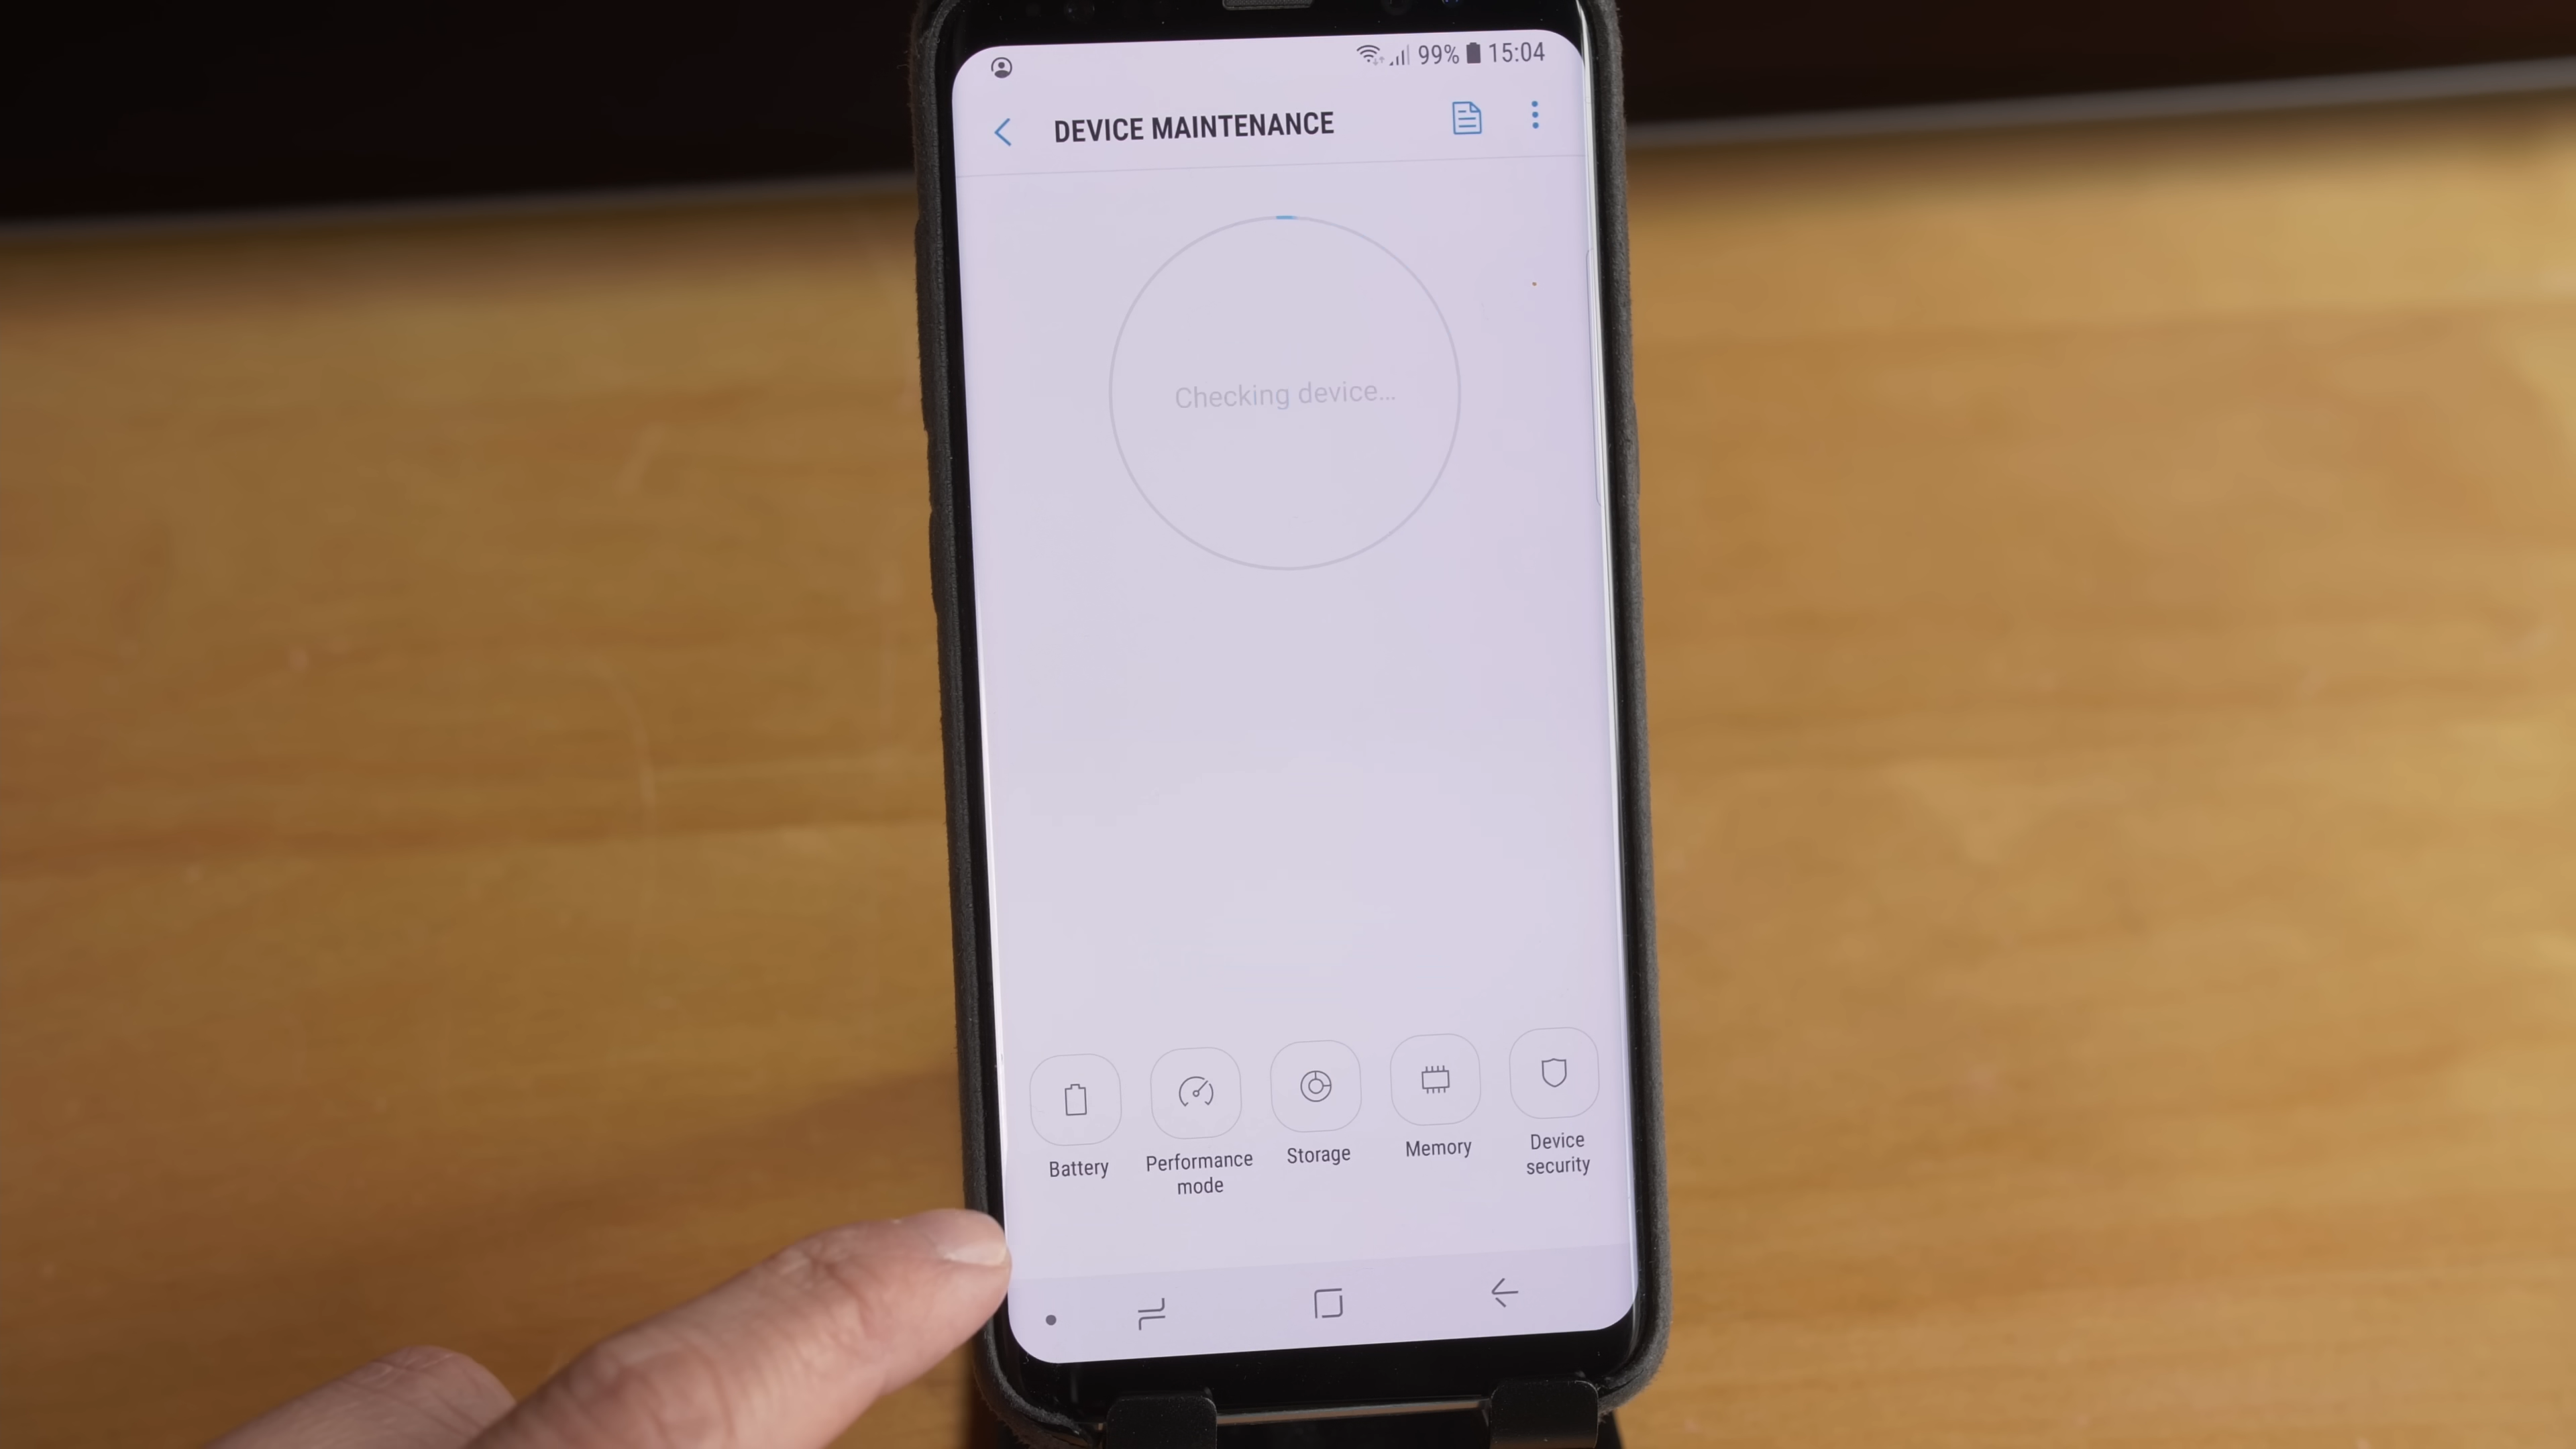 99% 15:04
DEVICE MAINTENANCE
Checking device...
Battery
Performance
mode
Storage
Memory
Device
security